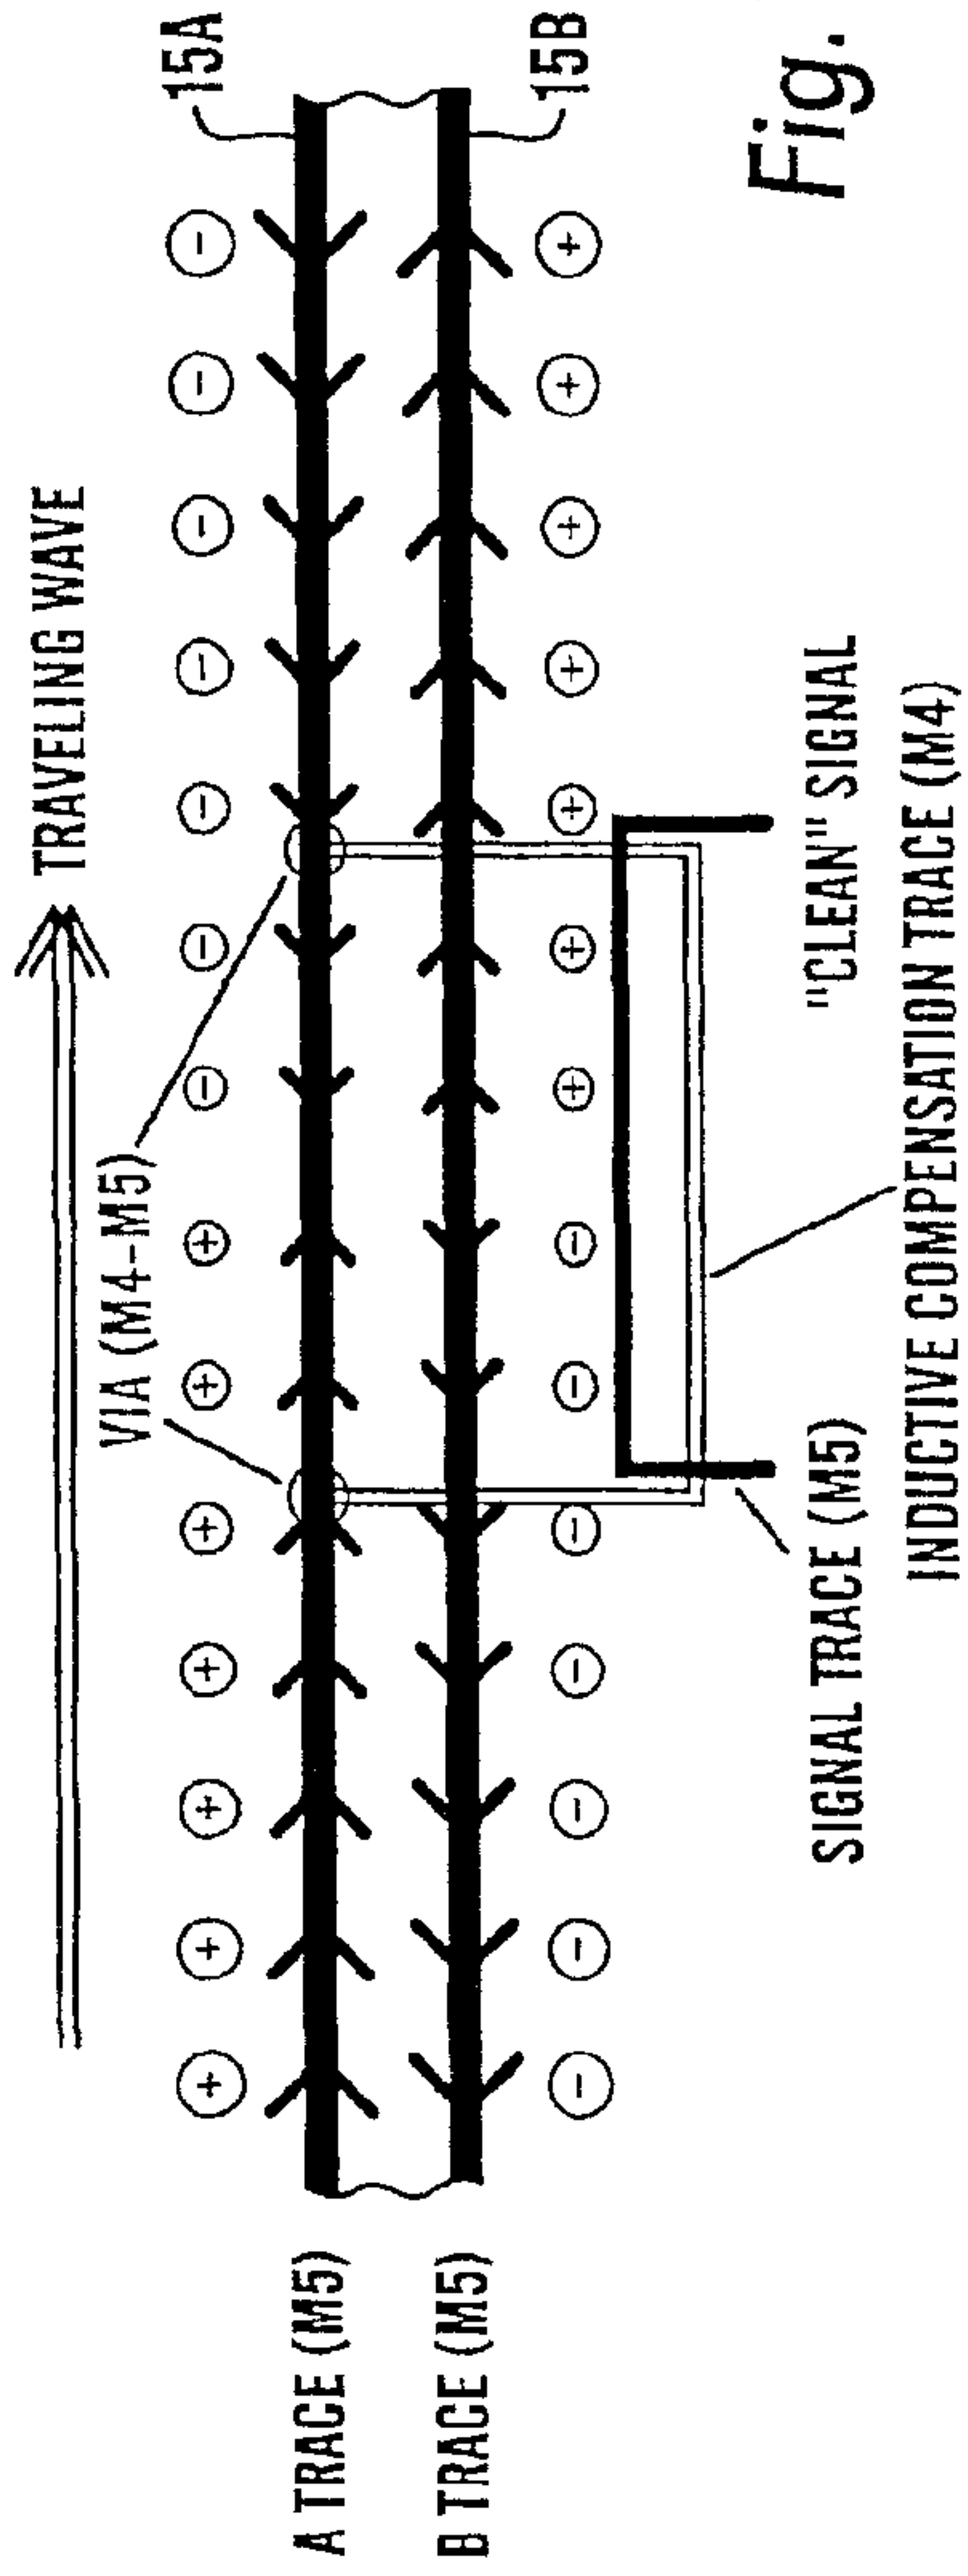 TRAVELING WAVE
VIA (M4-M5)
15A
+ + + + + + + - - - - - - -
A TRACE (M5)
B TRACE (M5)
15B
- - - - - - - + + + + + + +
SIGNAL TRACE (M5)
"CLEAN" SIGNAL
INDUCTIVE COMPENSATION TRACE (M4)
Fig.